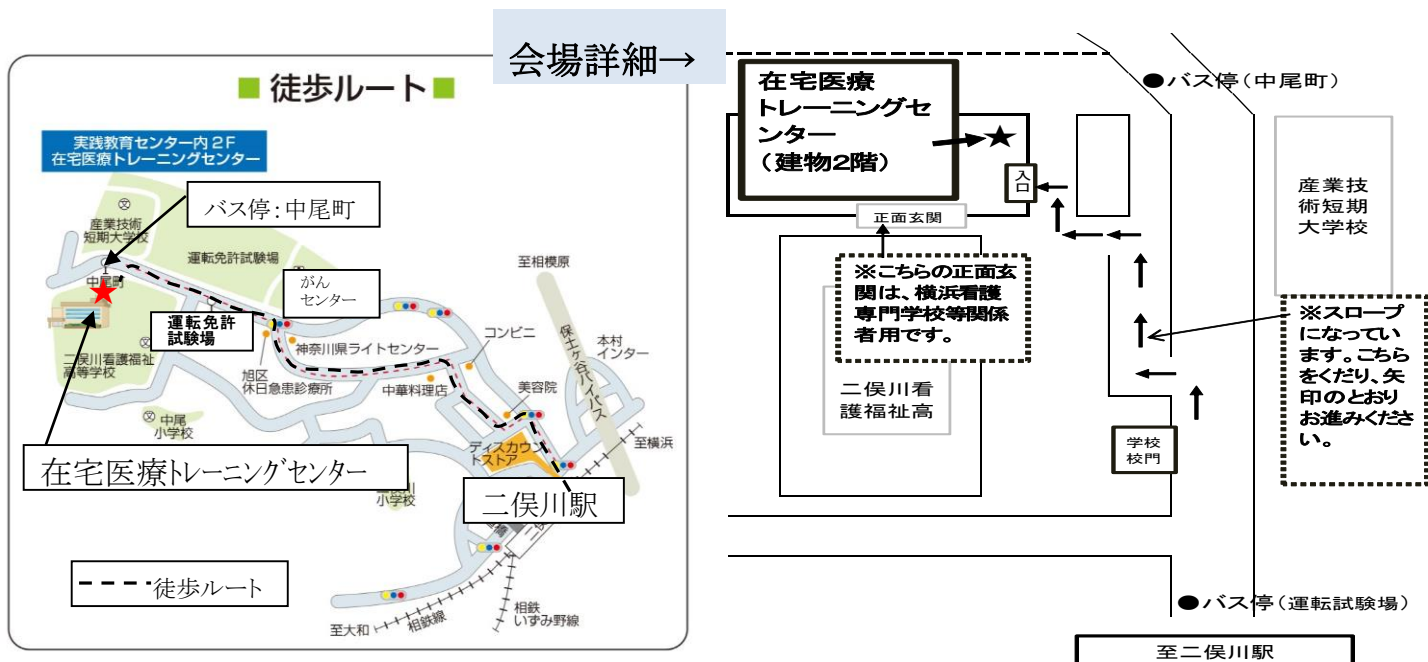 会場詳細→
■ 徒歩ルート ■
実践教育センター内2F
在宅医療トレーニングセンター
バス停:中尾町
産業技術
短期大学校
運転免許試験場
中尾町
がん
センター
至相模原
運転免許
試験場
神奈川県ライトセンター
コンビニ
保土ヶ谷バイパス
本村
インター
二俣川看護福祉
高等学校
旭区
休日急患診療所
中華料理店
美容院
中尾
小学校
ディスカウン
トストア
至横浜
在宅医療トレーニングセンター
小学校
二俣川駅
徒歩ルート
至大和
相鉄線
相鉄
いずみ野線
在宅医療
トレーニングセ
ンター
(建物2階)
●バス停(中尾町)
入口
正面玄関
産業技
術短期
大学校
※こちらの正面玄
関は、横浜看護
専門学校等関係
者用です。
二俣川看
護福祉高
※スロープ
になってい
ます。こちら
をくだり、矢
印のとおり
お進みくださ
い。
学校
校門
●バス停(運転試験場)
至二俣川駅